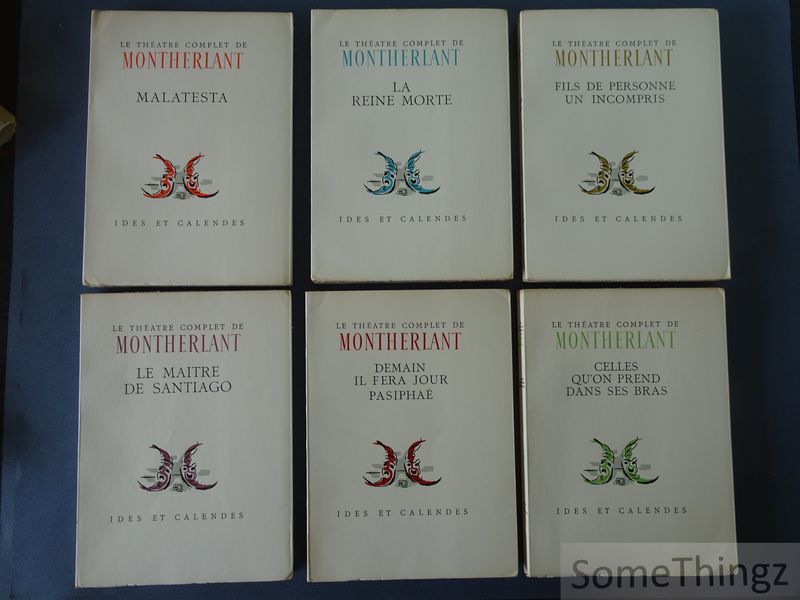 LE THÉATRE COMPLET DE
MONTHERLANT
MALATESTA
IDES ET CALENDES
LE THÉATRE COMPLET DE
MONTHERLANT
LA
REINE MORTE
IDES ET CALENDES
LE THÉATRE COMPLET DE
MONTHERLANT
FILS DE PERSONNE
UN INCOMPRIS
IDES ET CALENDES
LE THÉATRE COMPLET DE
MONTHERLANT
LE MAITRE
DE SANTIAGO
IDES ET CALENDES
LE THÉATRE COMPLET DE
MONTHERLANT
DEMAIN
IL FERA JOUR
PASIPHAÉ
IDES ET CALENDES
LE THÉATRE COMPLET DE
MONTHERLANT
CELLES
QU'ON PREND
DANS SES BRAS
IDES ET CALENDES
SomeThingz